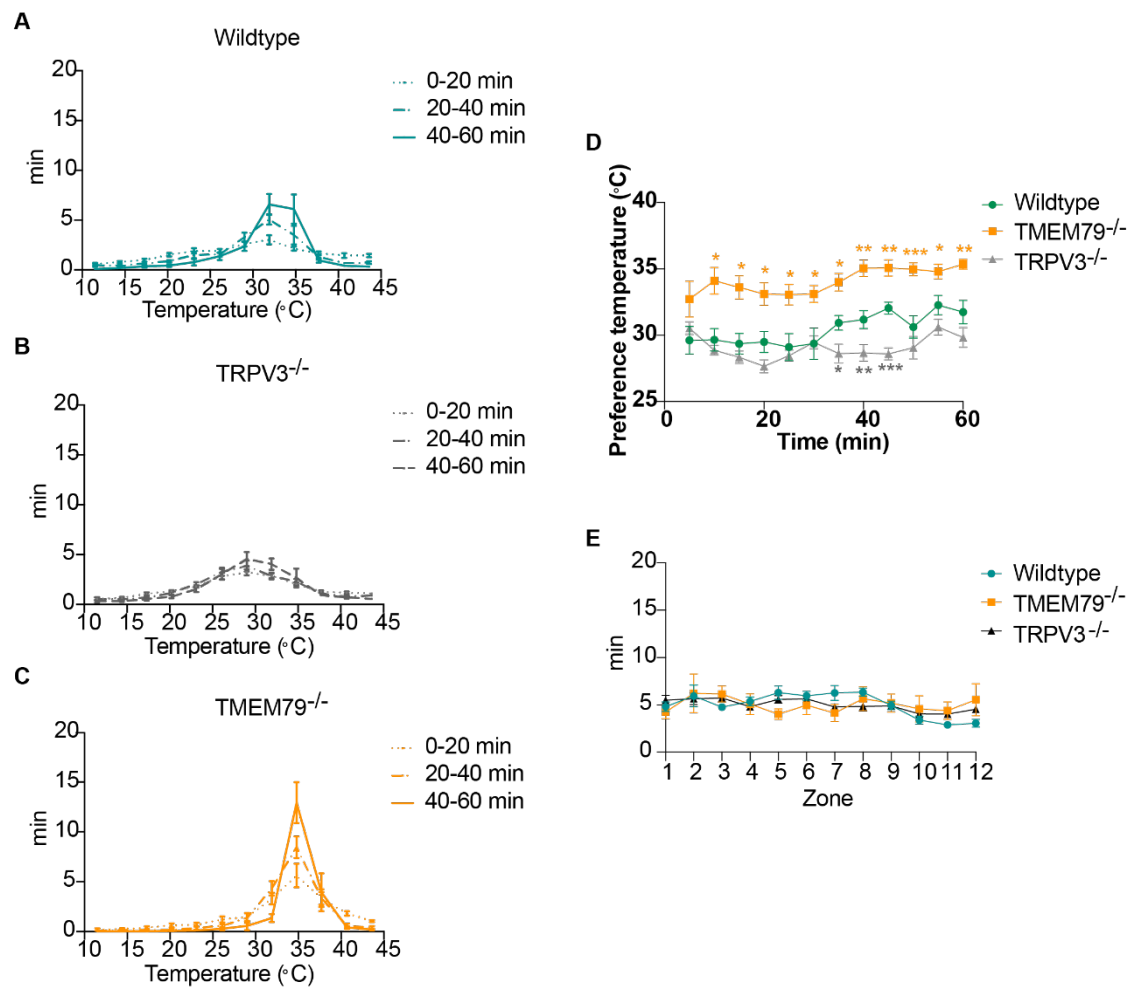 A
Wildtype
20
15
10
5
0
min
10 15 20 25 30 35 40 45
Temperature (°C)
0-20 min
20-40 min
40-60 min
B
TRPV3-/-
20
15
10
5
0
min
10 15 20 25 30 35 40 45
Temperature (°C)
0-20 min
20-40 min
40-60 min
C
TMEM79-/-
20
15
10
5
0
min
10 15 20 25 30 35 40 45
Temperature (°C)
0-20 min
20-40 min
40-60 min
D
Preference temperature (°C)
40
35
30
25
* * * * * * ** ** *** * **
* ** ***
0 20 40 60
Time (min)
Wildtype
TMEM79-/-
TRPV3-/-
E
20
15
10
5
0
min
1 2 3 4 5 6 7 8 9 10 11 12
Zone
Wildtype
TMEM79-/-
TRPV3-/-